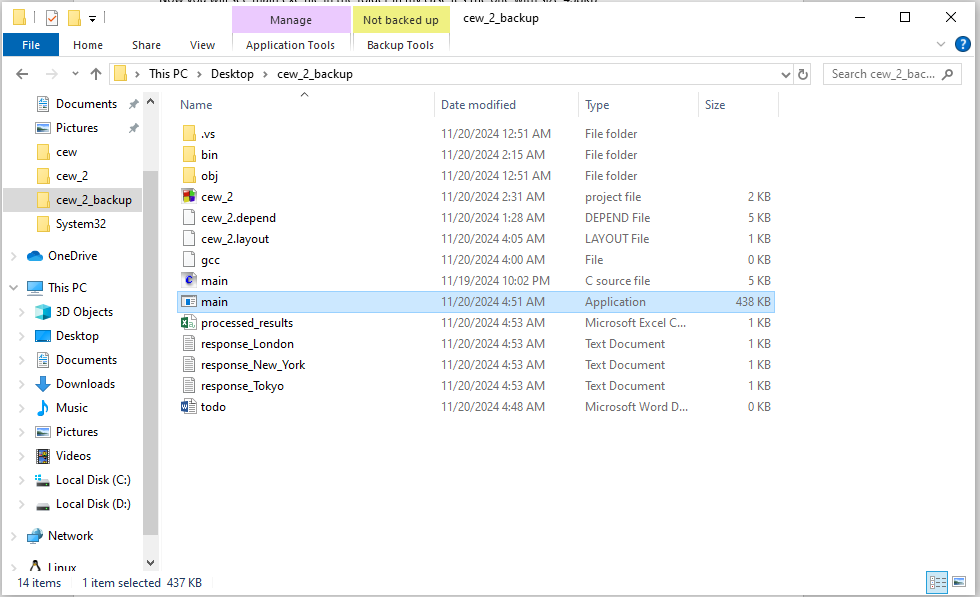 Manage Not backed up cew_2_backup
File Home Share View Application Tools Backup Tools
This PC Desktop cew_2_backup Search cew_2_bac...
Documents
Pictures
cew
cew_2
cew_2_backup
System32
OneDrive
This PC
3D Objects
Desktop
Documents
Downloads
Music
Pictures
Videos
Local Disk (C:)
Local Disk (D:)
Network
Linux
Name Date modified Type Size
.vs 11/20/2024 12:51 AM File folder
bin 11/20/2024 2:15 AM File folder
obj 11/20/2024 12:51 AM File folder
cew_2 11/20/2024 2:31 AM project file 2 KB
cew_2.depend 11/20/2024 1:28 AM DEPEND File 5 KB
cew_2.layout 11/20/2024 4:05 AM LAYOUT File 1 KB
gcc 11/20/2024 4:00 AM File 0 KB
main 11/19/2024 10:02 PM C source file 5 KB
main 11/20/2024 4:51 AM Application 438 KB
processed_results 11/20/2024 4:53 AM Microsoft Excel C... 1 KB
response_London 11/20/2024 4:53 AM Text Document 1 KB
response_New_York 11/20/2024 4:53 AM Text Document 1 KB
response_Tokyo 11/20/2024 4:53 AM Text Document 1 KB
todo 11/20/2024 4:48 AM Microsoft Word D... 0 KB
14 items 1 item selected 437 KB